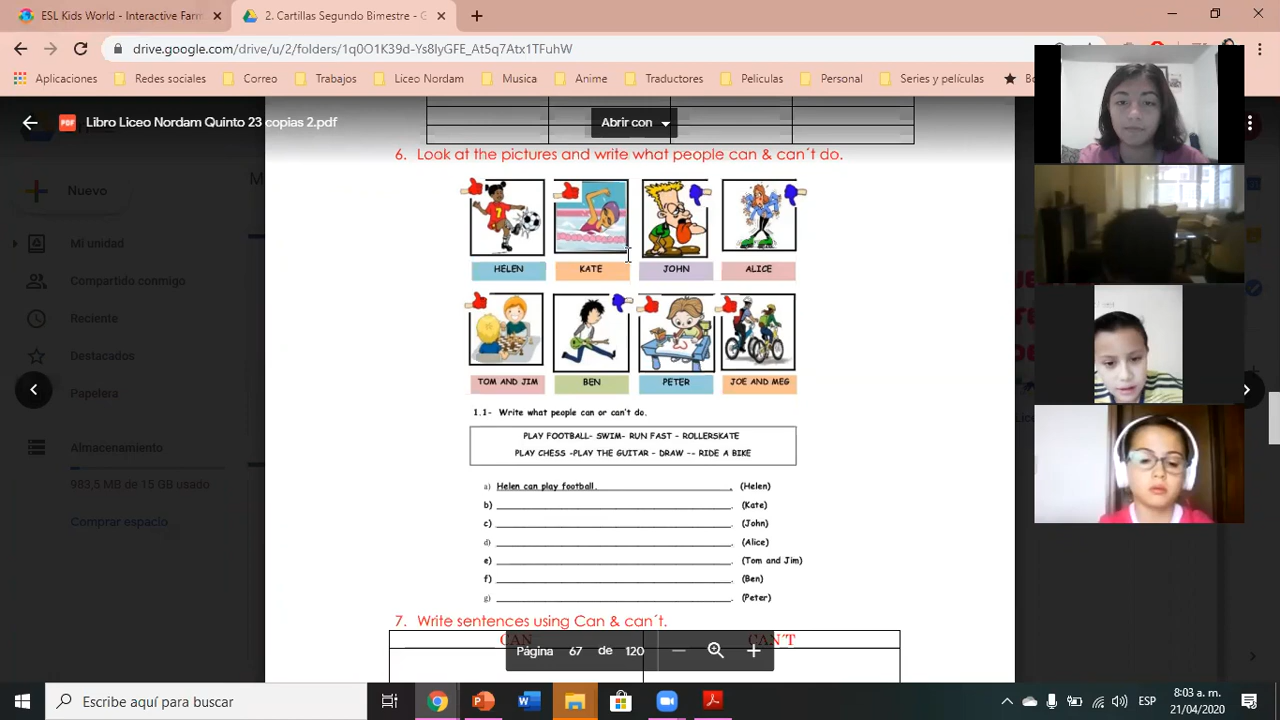 ESL Kids World - Interactive Farm
2. Cartillas Segundo Bimestre - G
drive.google.com/drive/u/2/folders/1q0O1K39d-Ys8lyGFE_At5q7Atx1TFuhW
Aplicaciones
Redes sociales
Correo
Trabajos
Liceo Nordam
Musica
Anime
Traductores
Peliculas
Personal
Series y películas
Libro Liceo Nordam Quinto 23 copias 2.pdf
Abrir con
Nuevo
Mi unidad
Compartido conmigo
Reciente
Destacados
Papelera
Almacenamiento
983,5 MB de 15 GB usado
Comprar espacio
6. Look at the pictures and write what people can & can´t do.
HELEN
KATE
JOHN
ALICE
TOM AND JIM
BEN
PETER
JOE AND MEG
1.1- Write what people can or can't do.
PLAY FOOTBALL- SWIM- RUN FAST - ROLLERSKATE
PLAY CHESS -PLAY THE GUITAR - DRAW -- RIDE A BIKE
a) Helen can play football. . (Helen)
b) . (Kate)
c) . (John)
d) . (Alice)
e) . (Tom and Jim)
f) . (Ben)
g) . (Peter)
7. Write sentences using Can & can´t.
CAN
CAN´T
Página 67 de 120
Escribe aquí para buscar
ESP
8:03 a. m.
21/04/2020